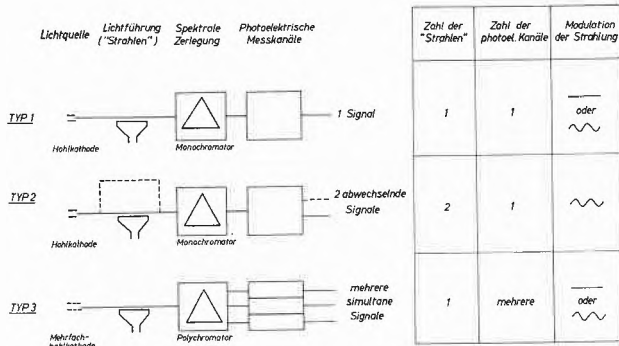 Lichtquelle
Lichtführung
("Strahlen")
Spektrale
Zerlegung
Photoelektrische
Messkanäle
Zahl der
"Strahlen"
Zahl der
photoel. Kanäle
Modulation
der Strahlung
TYP 1
Hohlkathode
Monochromator
1 Signal
1
1
oder
TYP 2
Hohlkathode
Monochromator
2 abwechselnde
Signale
2
1
TYP 3
Mehrfach-
hohlkathode
Polychromator
mehrere
simultane
Signale
1
mehrere
oder